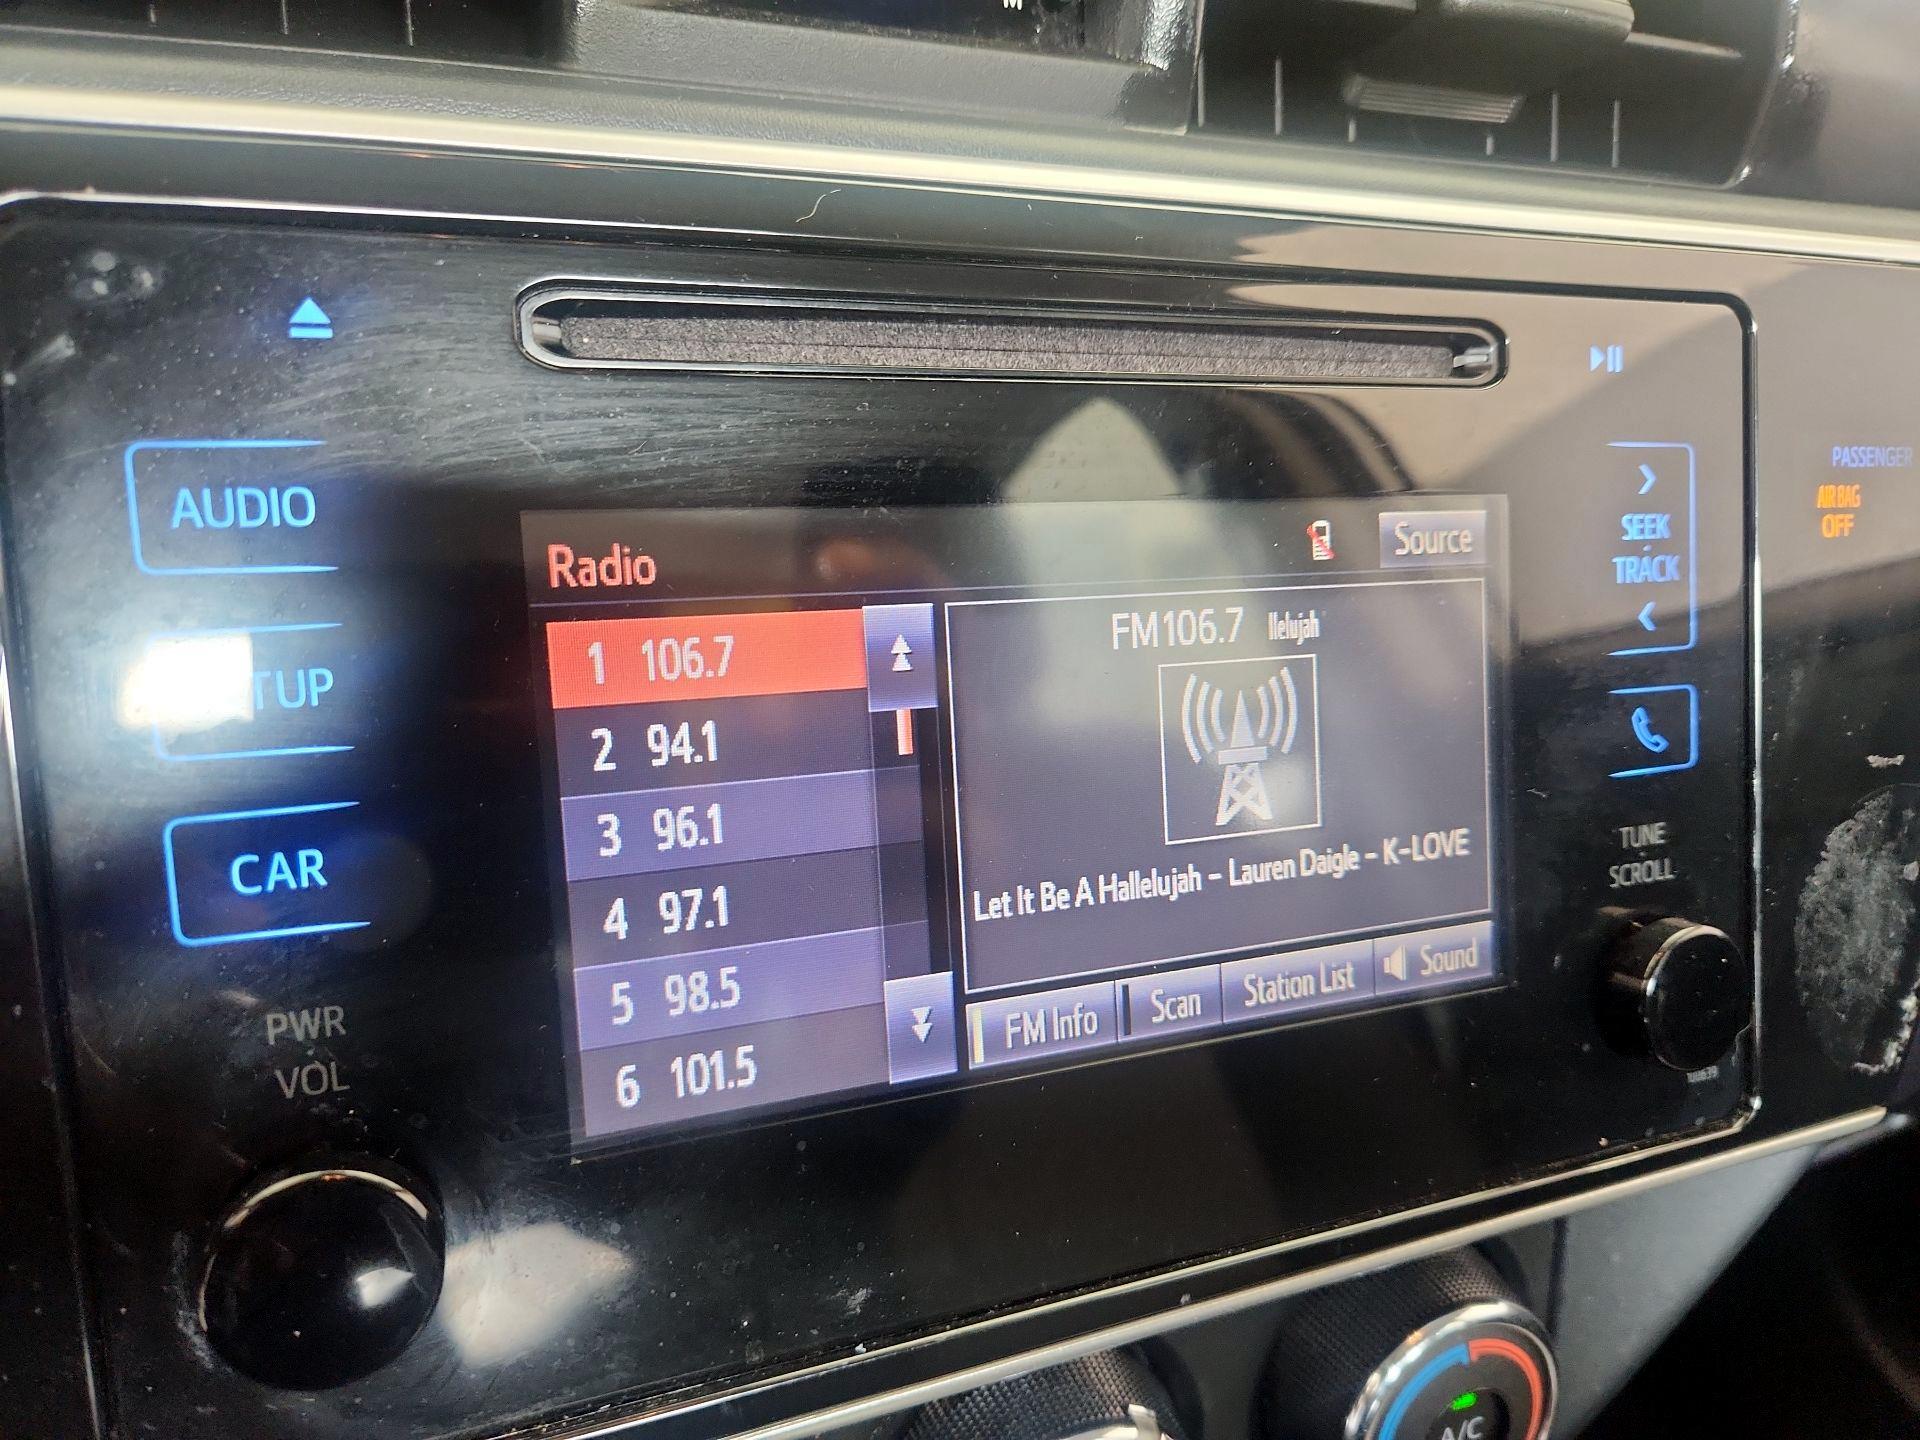 AUDIO
SETUP
CAR
PWR
VOL
Radio
Source
1 106.7
2 94.1
3 96.1
4 97.1
5 98.5
6 101.5
FM106.7 llelujah
Let It Be A Hallelujah - Lauren Daigle - K-LOVE
FM Info
Scan
Station List
Sound
SEEK
TRACK
TUNE
SCROLL
PASSENGER
AIR BAG
OFF
A/C